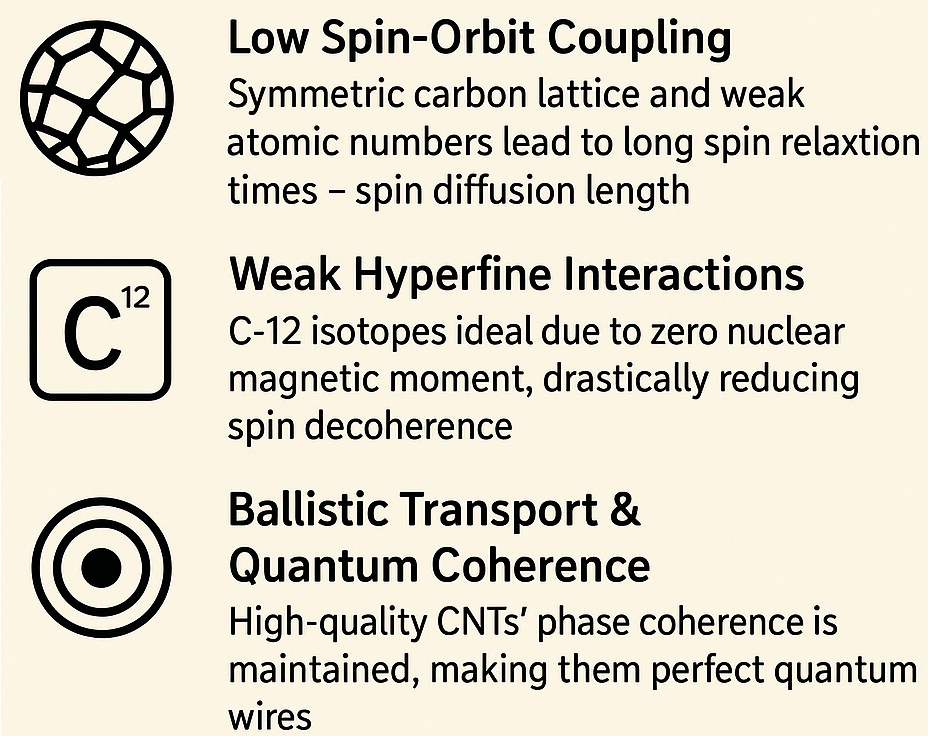 Low Spin-Orbit Coupling
Symmetric carbon lattice and weak
atomic numbers lead to long spin relaxtion
times – spin diffusion length
C¹²
Weak Hyperfine Interactions
C-12 isotopes ideal due to zero nuclear
magnetic moment, drastically reducing
spin decoherence
Ballistic Transport &
Quantum Coherence
High-quality CNTs′ phase coherence is
maintained, making them perfect quantum
wires